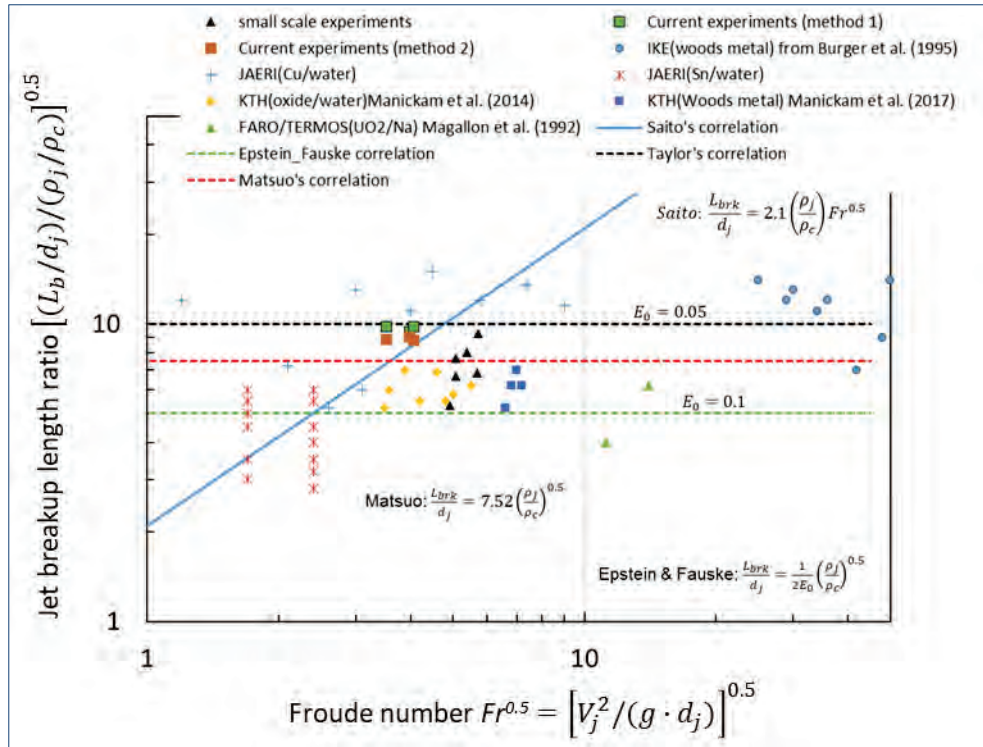 small scale experiments
Current experiments (method 1)
Current experiments (method 2)
IKE(woods metal) from Burger et al. (1995)
JAERI(Cu/water)
JAERI(Sn/water)
KTH(oxide/water)Manickam et al. (2014)
KTH(Woods metal) Manickam et al. (2017)
FARO/TERMOS(UO2/Na) Magallon et al. (1992)
Saito's correlation
Epstein_Fauske correlation
Taylor's correlation
Matsuo's correlation
Jet breakup length ratio[(L_b/d_j)/(ρ_j/ρ_c)]^0.5
Saito: L_brk/d_j = 2.1(ρ_j/ρ_c)Fr^0.5
10
E_0 = 0.05
E_0 = 0.1
Matsuo: L_brk/d_j = 7.52(ρ_j/ρ_c)^0.5
Epstein & Fauske: L_brk/d_j = 1/2E_0 (ρ_j/ρ_c)^0.5
1
1
10
Froude number Fr^0.5 = [V_j^2/(g · d_j)]^0.5